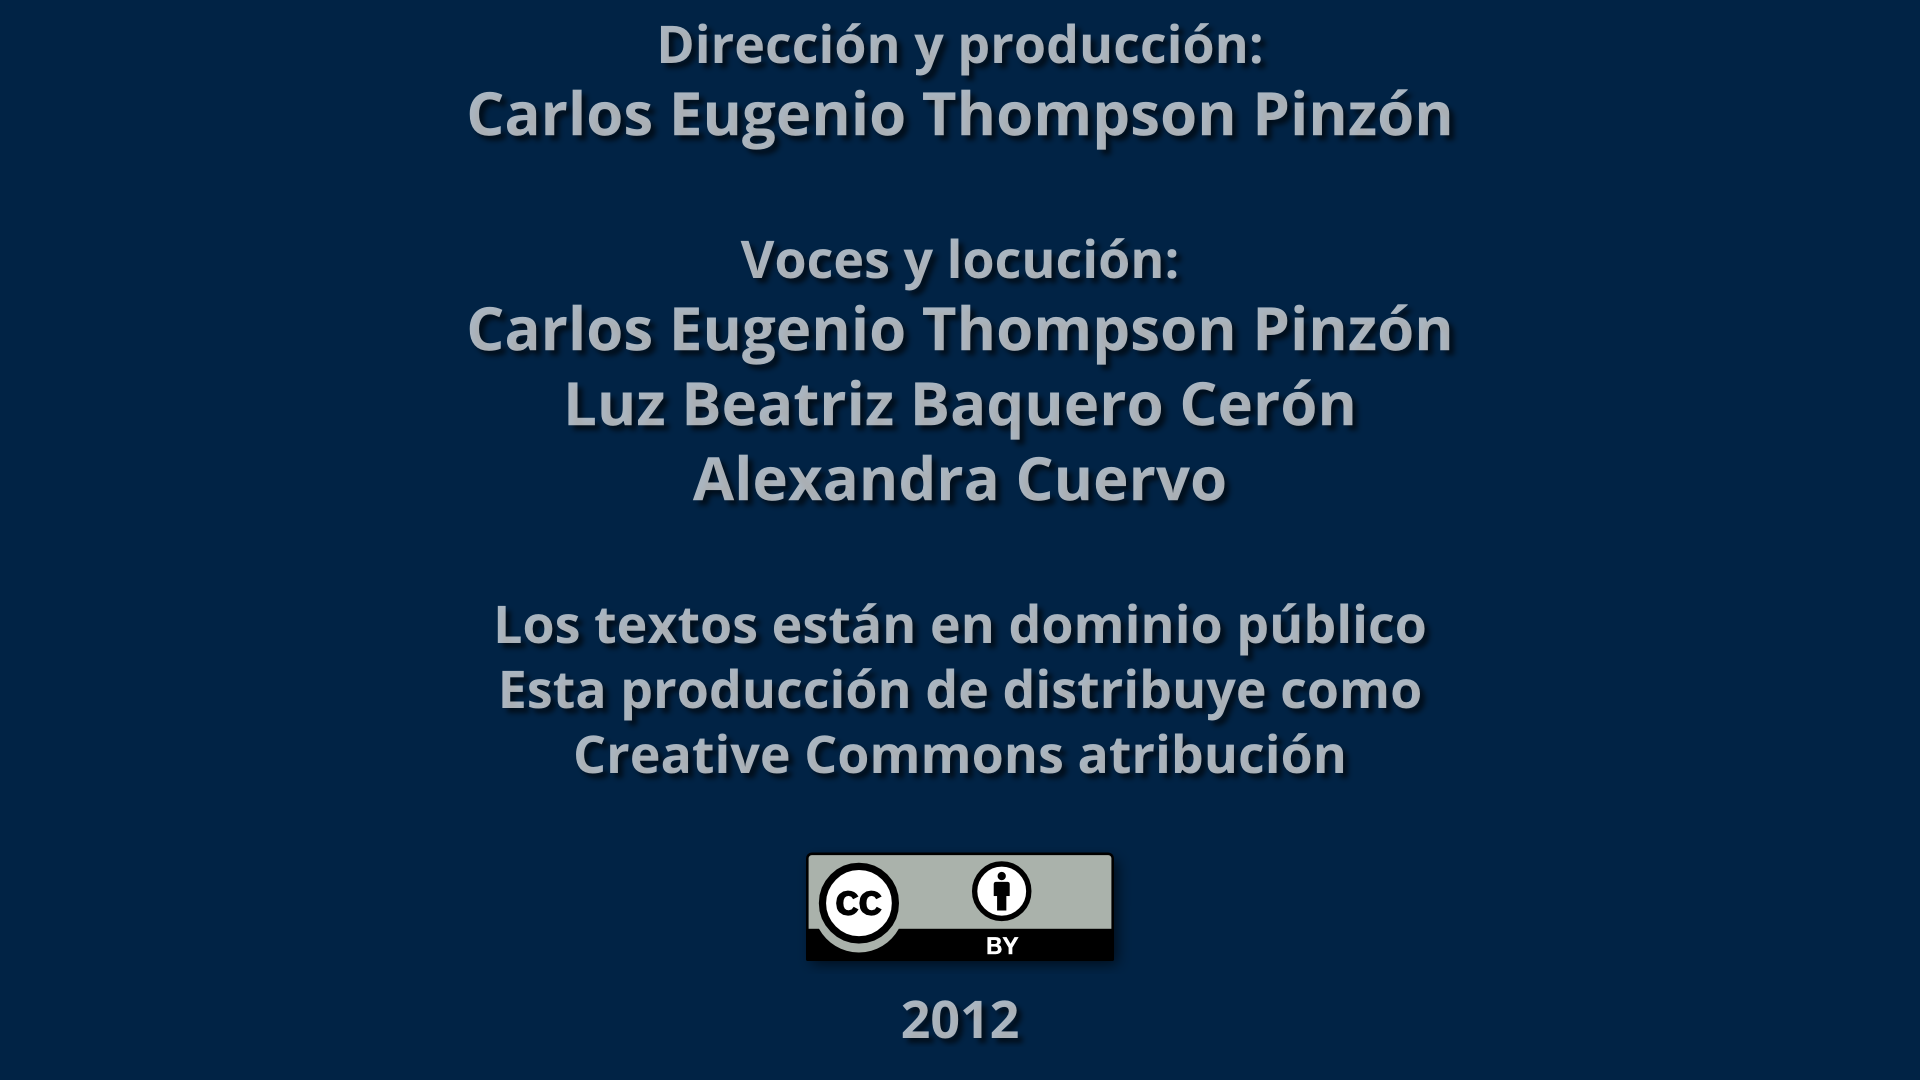 Dirección y producción:
Carlos Eugenio Thompson Pinzón
Voces y locución:
Carlos Eugenio Thompson Pinzón
Luz Beatriz Baquero Cerón
Alexandra Cuervo
Los textos están en dominio público
Esta producción de distribuye como
Creative Commons atribución
cc
BY
2012